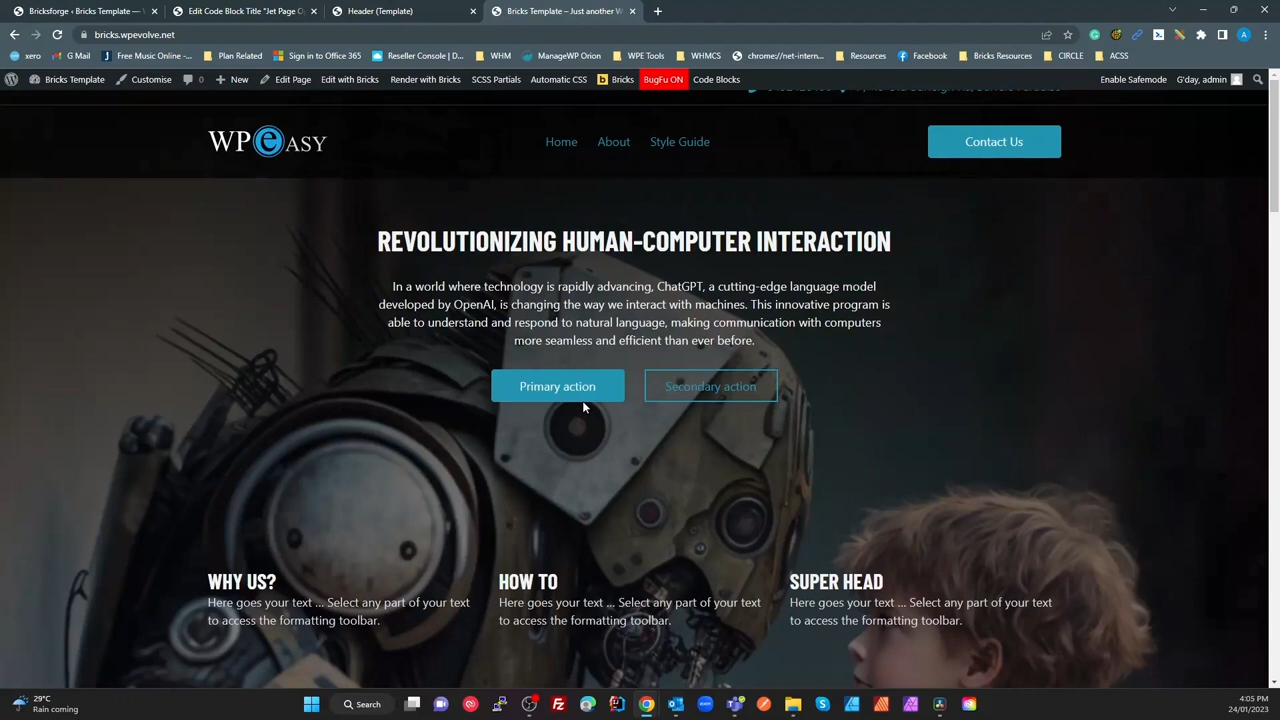 Bricksforge ‹ Bricks Template — \
Edit Code Block Title "Jet Page O
Header (Template)
Bricks Template – Just another W
bricks.wpevolve.net
xero
G Mail
Free Music Online -...
Plan Related
Sign in to Office 365
Reseller Console (D...
WHM
ManageWP Orion
WPE Tools
WHMCS
chrome://net-intern...
Resources
Facebook
Bricks Resources
CIRCLE
ACSS
Bricks Template
Customise
0
New
Edit Page
Edit with Bricks
Render with Bricks
SCSS Partials
Automatic CSS
b Bricks
BugFu ON
Code Blocks
Enable Safemode
G'day, admin
WPeASY
Home
About
Style Guide
Contact Us
REVOLUTIONIZING HUMAN-COMPUTER INTERACTION
In a world where technology is rapidly advancing, ChatGPT, a cutting-edge language model
developed by OpenAI, is changing the way we interact with machines. This innovative program is
able to understand and respond to natural language, making communication with computers
more seamless and efficient than ever before.
Primary action
Secondary action
WHY US?
Here goes your text ... Select any part of your text
to access the formatting toolbar.
HOW TO
Here goes your text ... Select any part of your text
to access the formatting toolbar.
SUPER HEAD
Here goes your text ... Select any part of your text
to access the formatting toolbar.
29°C
Rain coming
Search
4:05 PM
24/01/2023